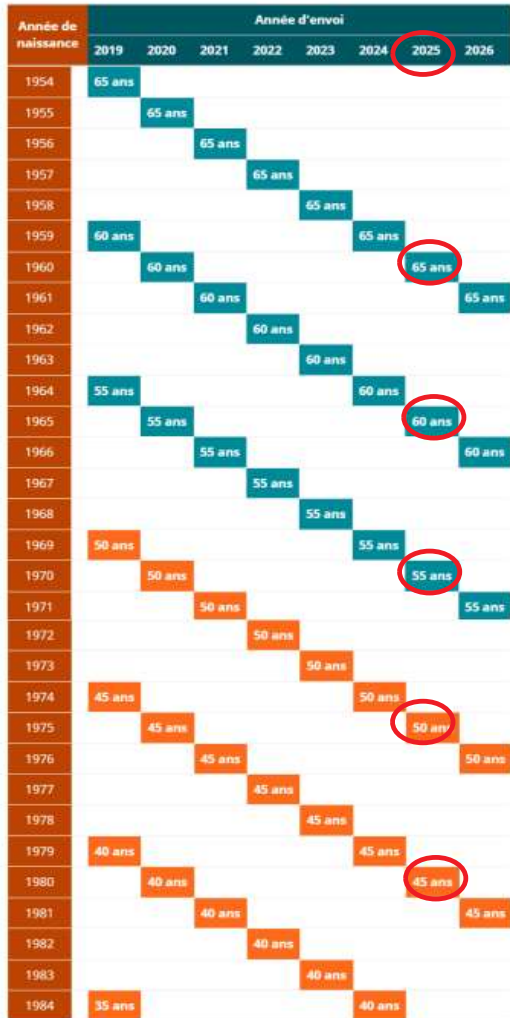 Année de naissance Année d'envoi
2019 2020 2021 2022 2023 2024 2025 2026
1954 65 ans
1955 65 ans
1956 65 ans
1957 65 ans
1958 65 ans
1959 60 ans 65 ans
1960 60 ans 65 ans
1961 60 ans 65 ans
1962 60 ans
1963 60 ans
1964 55 ans 60 ans
1965 55 ans 60 ans
1966 55 ans 60 ans
1967 55 ans
1968 55 ans
1969 50 ans 55 ans
1970 50 ans 55 ans
1971 50 ans 55 ans
1972 50 ans
1973 50 ans
1974 45 ans 50 ans
1975 45 ans 50 ans
1976 45 ans 50 ans
1977 45 ans
1978 45 ans
1979 40 ans 45 ans
1980 40 ans 45 ans
1981 40 ans 45 ans
1982 40 ans
1983 40 ans
1984 35 ans 40 ans